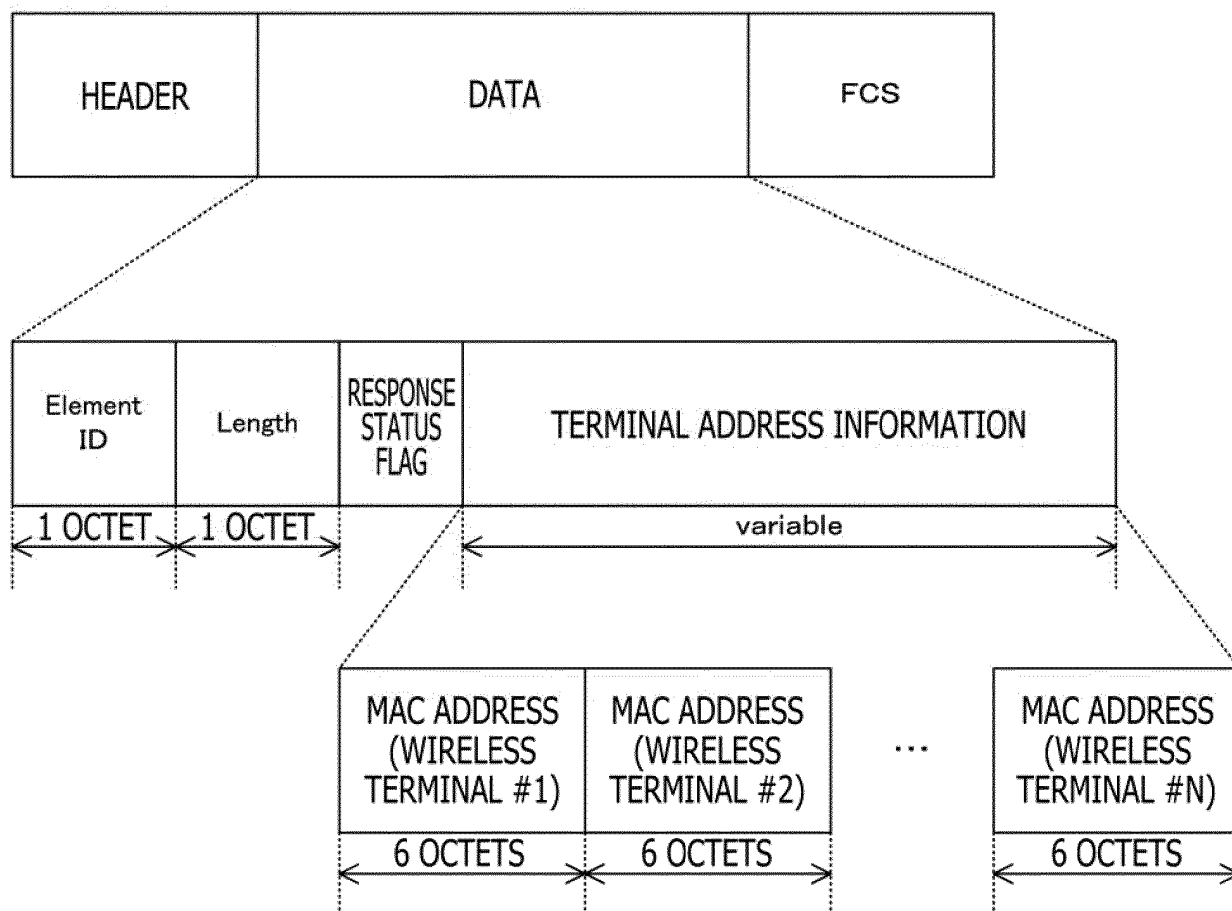 HEADER
DATA
FCS
Element
ID
Length
RESPONSE
STATUS
FLAG
TERMINAL ADDRESS INFORMATION
1 OCTET
1 OCTET
variable
MAC ADDRESS
(WIRELESS
TERMINAL #1)
MAC ADDRESS
(WIRELESS
TERMINAL #2)
...
MAC ADDRESS
(WIRELESS
TERMINAL #N)
6 OCTETS
6 OCTETS
6 OCTETS